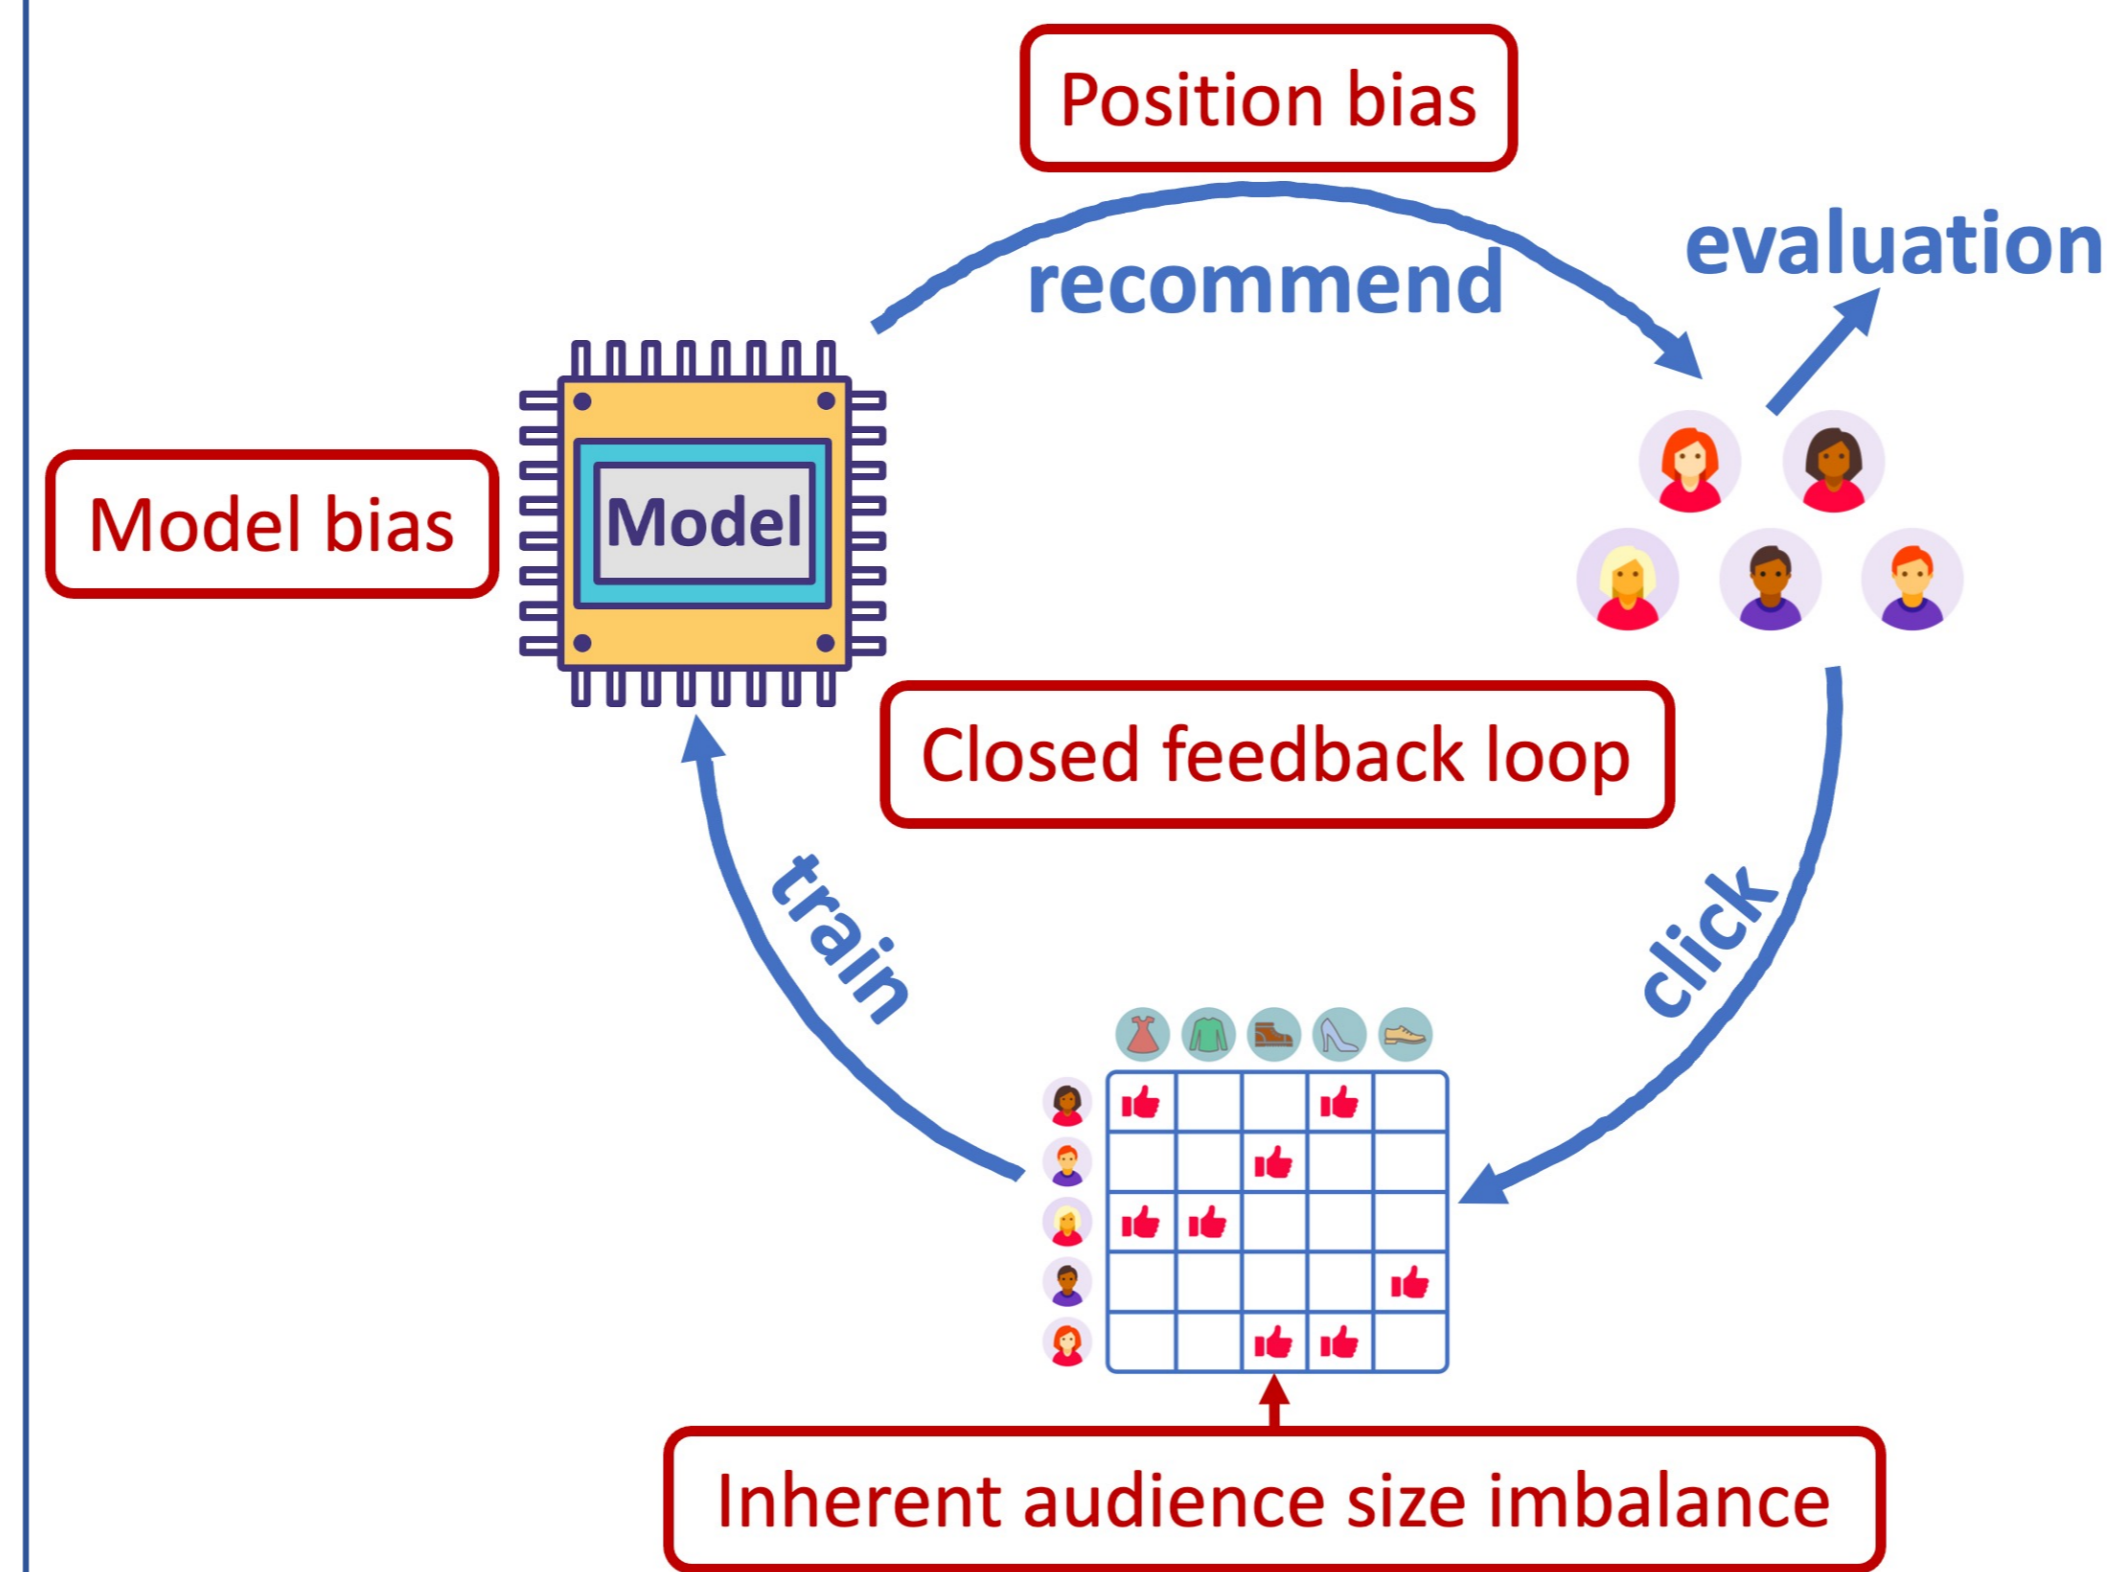 Position bias
recommend
evaluation
Model bias
Model
Closed feedback loop
train
click
Inherent audience size imbalance